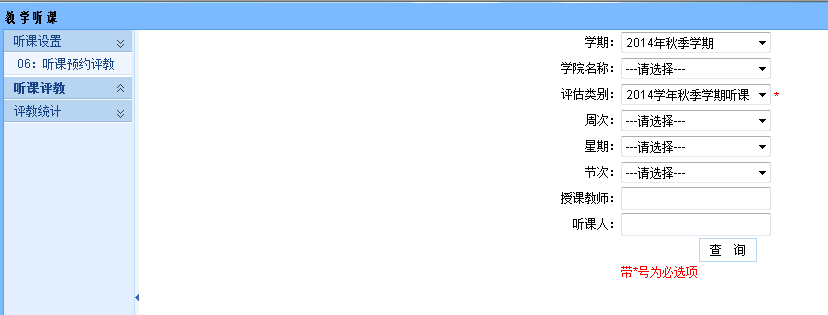 教学听课
听课设置
06：听课预约评教
听课评教
评教统计
学期： 2014年秋季学期
学院名称： ---请选择---
评估类别： 2014学年秋季学期听课 *
周次： ---请选择---
星期： ---请选择---
节次： ---请选择---
授课教师：
听课人：
查 询
带*号为必选项